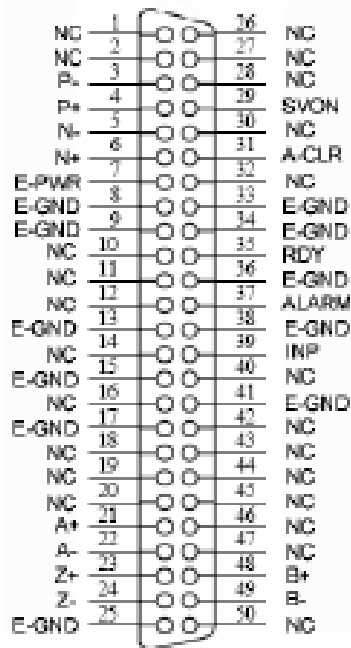 NC 1 26 NC
NC 2 27 NC
P- 3 28 NC
P+ 4 29 SVON
N- 5 30 NC
N+ 6 31 A-CLR
E-PWR 7 32 NC
E-GND 8 33 E-GND
E-GND 9 34 E-GND
NC 10 35 RDY
NC 11 36 E-GND
NC 12 37 ALARM
E-GND 13 38 E-GND
NC 14 39 INP
E-GND 15 40 NC
NC 16 41 E-GND
E-GND 17 42 NC
NC 18 43 NC
NC 19 44 NC
NC 20 45 NC
A+ 21 46 NC
A- 22 47 NC
Z+ 23 48 B+
Z- 24 49 B-
E-GND 25 50 NC